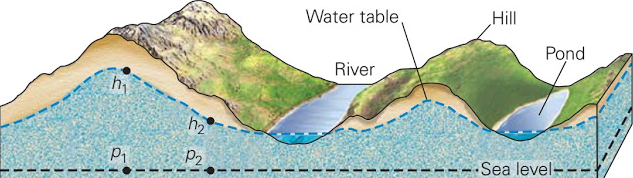 Water table
Hill
River
Pond
h1
h2
p1
p2
Sea level